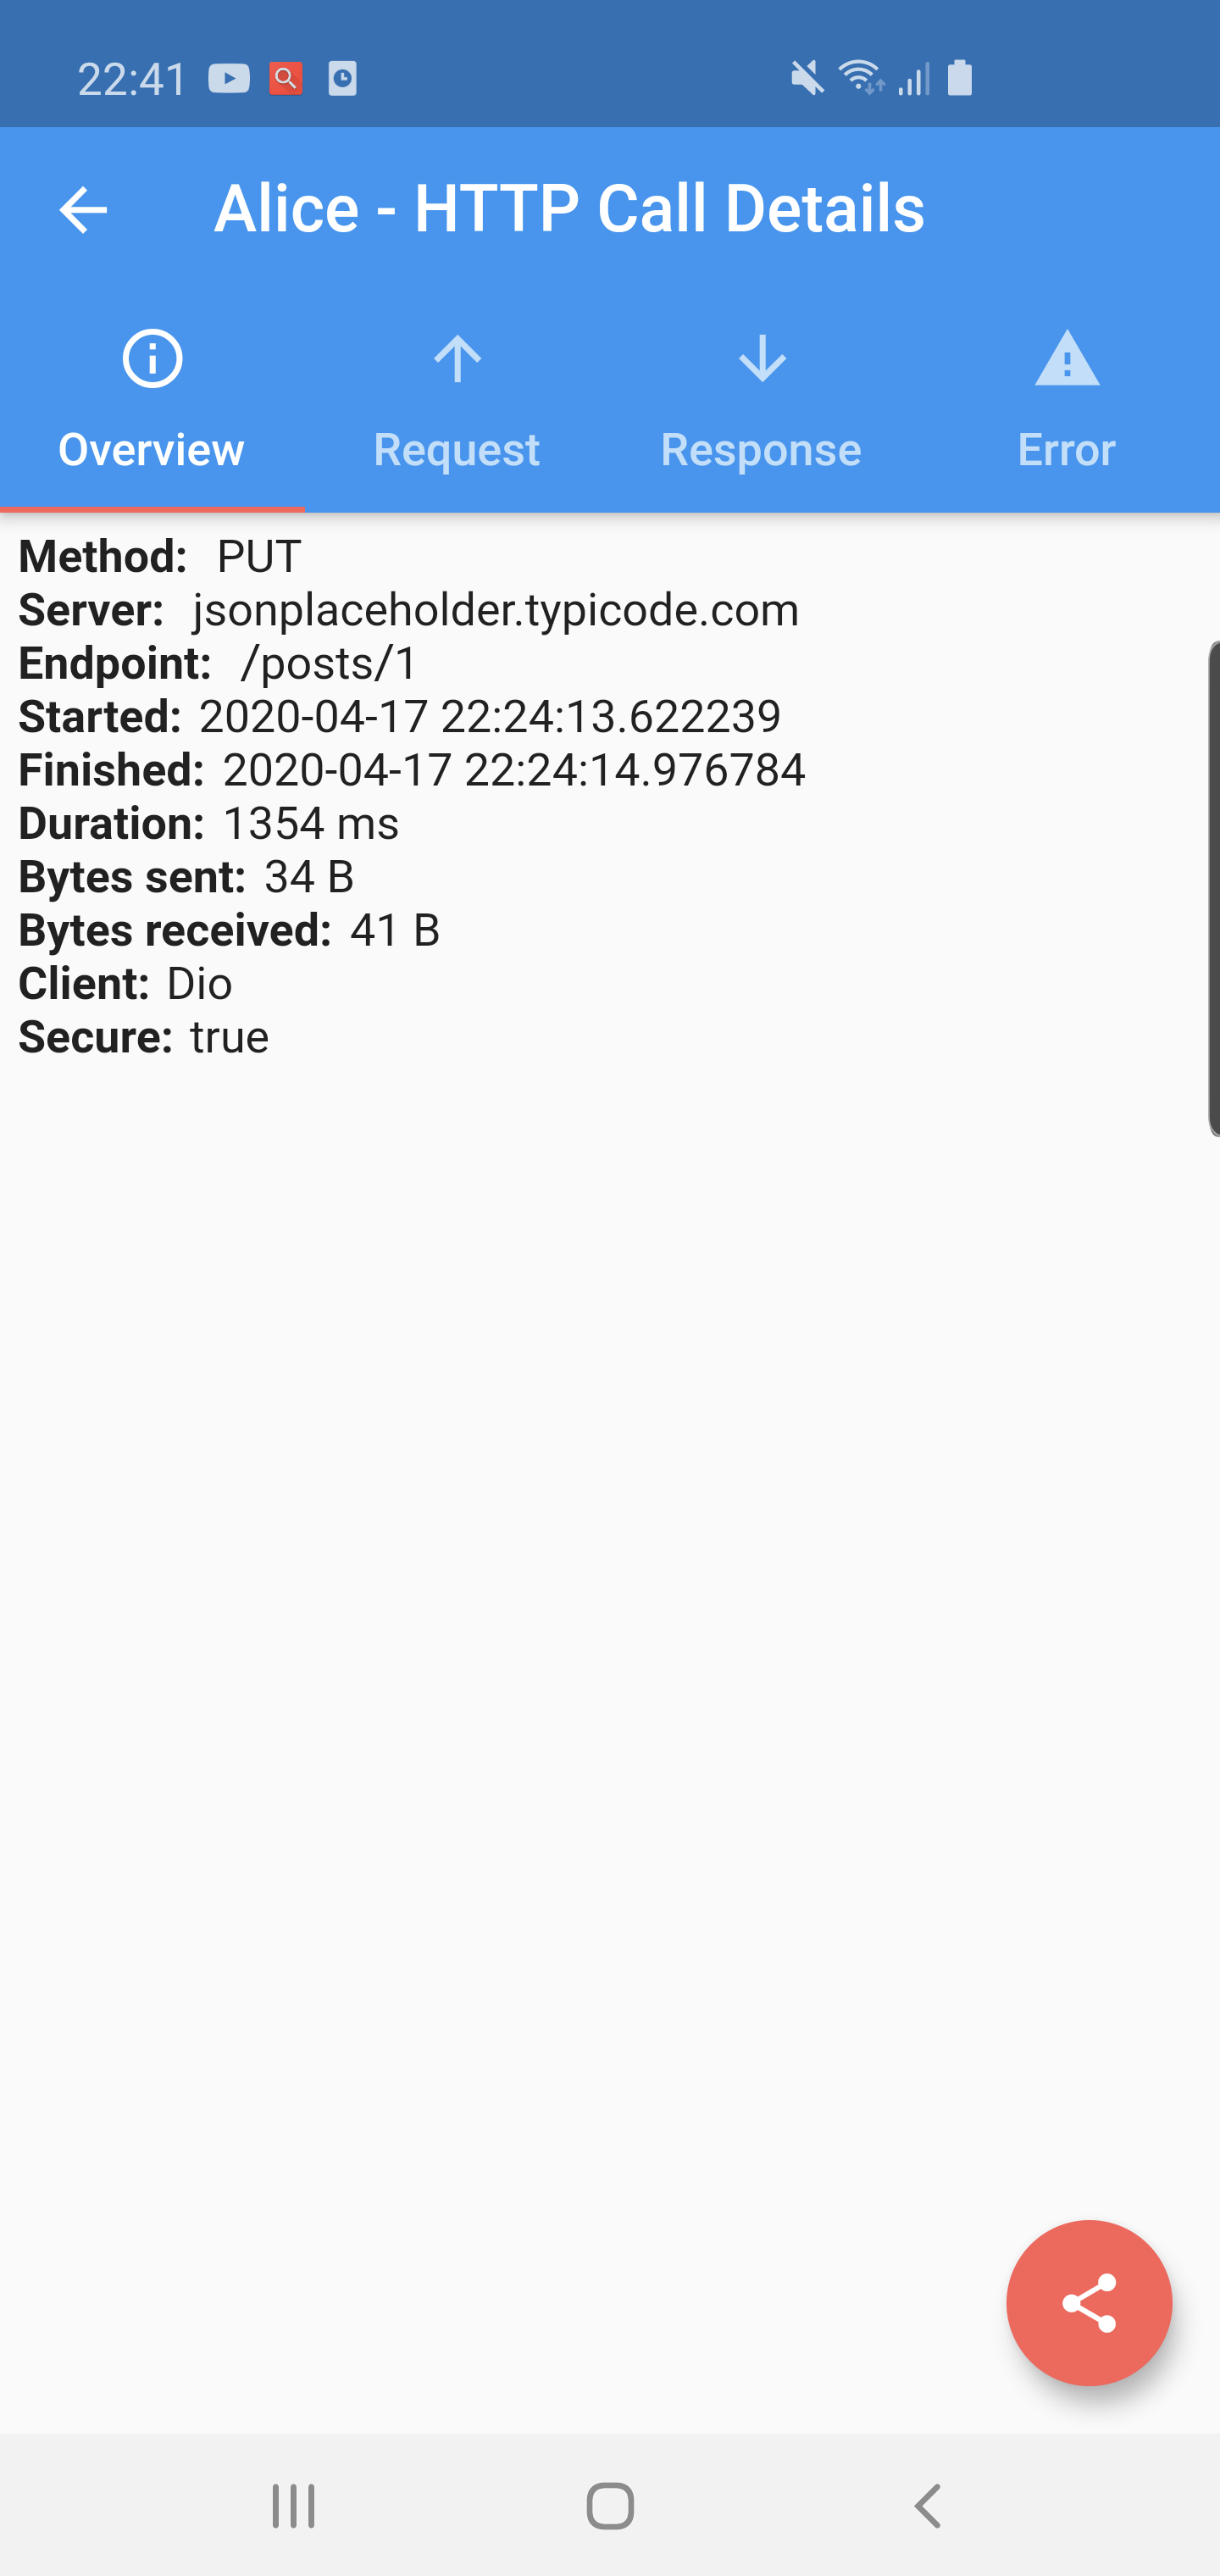 22:41
Alice - HTTP Call Details
Overview Request Response Error
Method: PUT
Server: jsonplaceholder.typicode.com
Endpoint: /posts/1
Started: 2020-04-17 22:24:13.622239
Finished: 2020-04-17 22:24:14.976784
Duration: 1354 ms
Bytes sent: 34 B
Bytes received: 41 B
Client: Dio
Secure: true